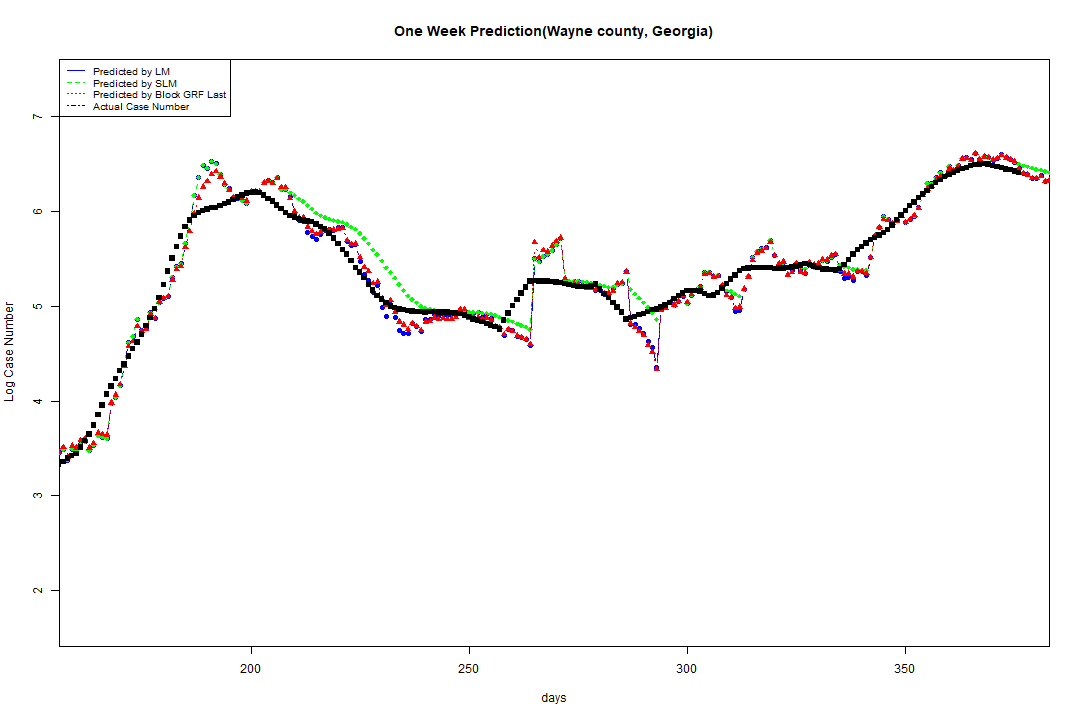 One Week Prediction(Wayne county, Georgia)
Predicted by LM
Predicted by SLM
Predicted by Block GRF Last
Actual Case Number
Log Case Number
7
6
5
4
3
2
200
250
300
350
days